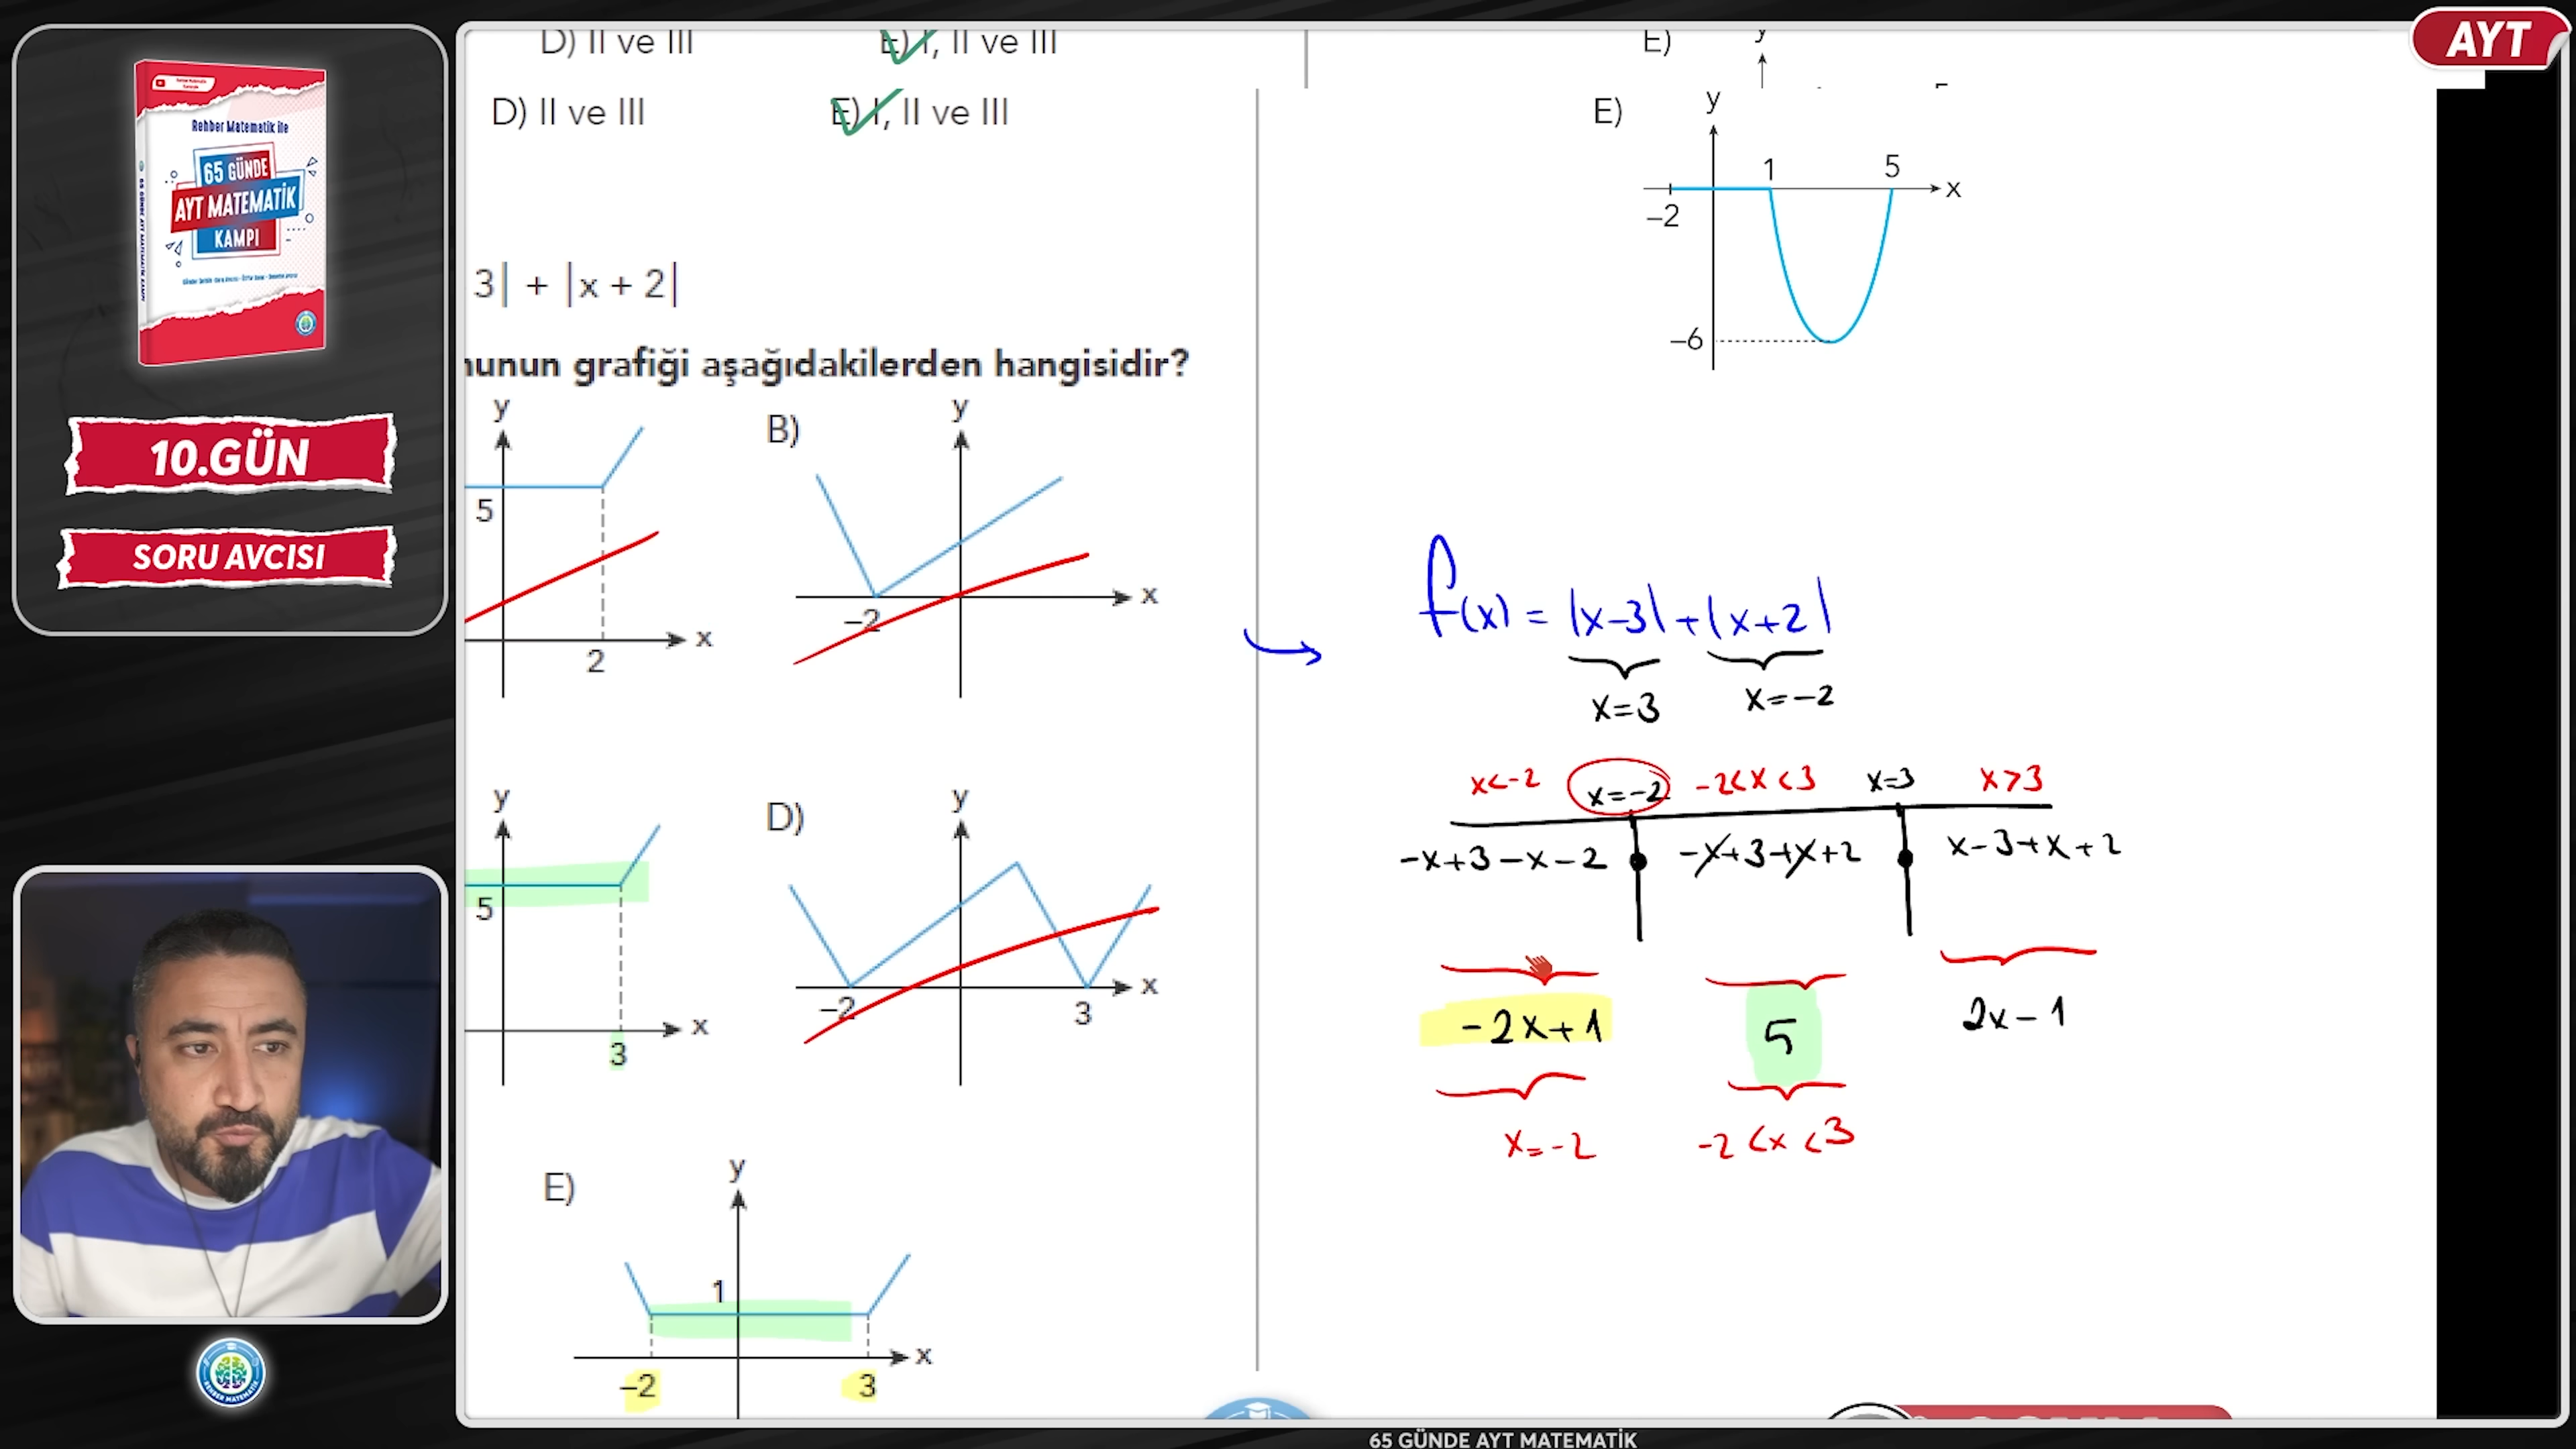 AYT
Rehber Matematik ile
65 GÜNDE
AYT MATEMATİK
KAMPI
10.GÜN
SORU AVCISI
D) II ve III
E) I, II ve III
D) II ve III
E) I, II ve III
3| + |x + 2|
nunun grafiği aşağıdakilerden hangisidir?
y
5
2
x
B)
y
-2
x
y
5
3
x
D)
y
-2
3
x
E)
y
1
-2
3
x
E)
y
E)
y
1
5
x
-2
-6
f(x) = |x-3|+|x+2|
x=3
x=-2
x<-2
x=-2
-2<x<3
x=3
x>3
-x+3-x-2
-x+3+x+2
x-3+x+2
-2x+1
5
2x-1
x=-2
-2<x<3
REHBER MATEMATİK
65 GÜNDE AYT MATEMATİK